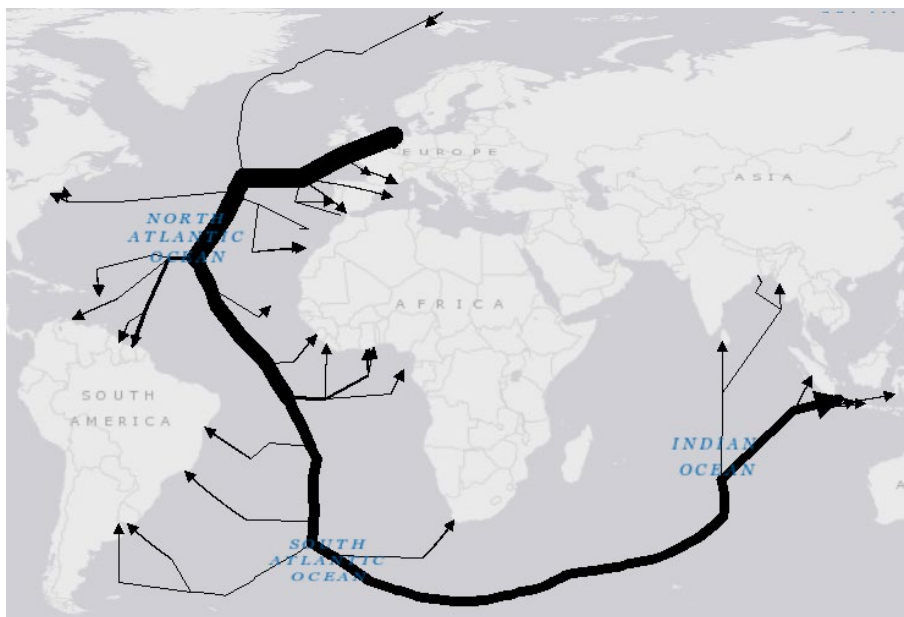 EUROPE
ASIA
NORTH
ATLANTIC
OCEAN
AFRICA
SOUTH
AMERICA
INDIAN
OCEAN
A
SOUTH
ATLANTIC
OCEAN